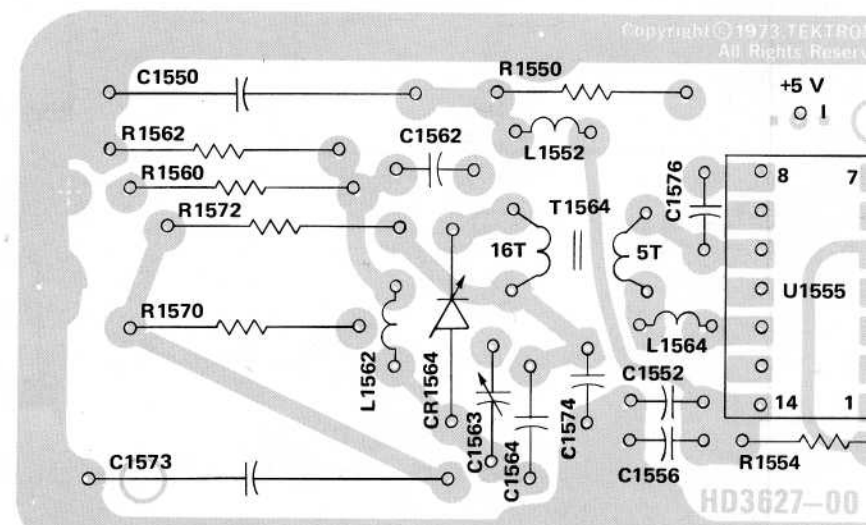 Copyright © 1973 TEKTRO
All Rights Reserv
C1550
R1550
+5 V
I
R1562
C1562
L1552
R1560
C1576
8
7
R1572
T1564
16T
5T
U1555
R1570
L1562
CR1564
L1564
C1552
C1563
C1564
C1574
14
1
C1573
C1556
R1554
HD3627-00